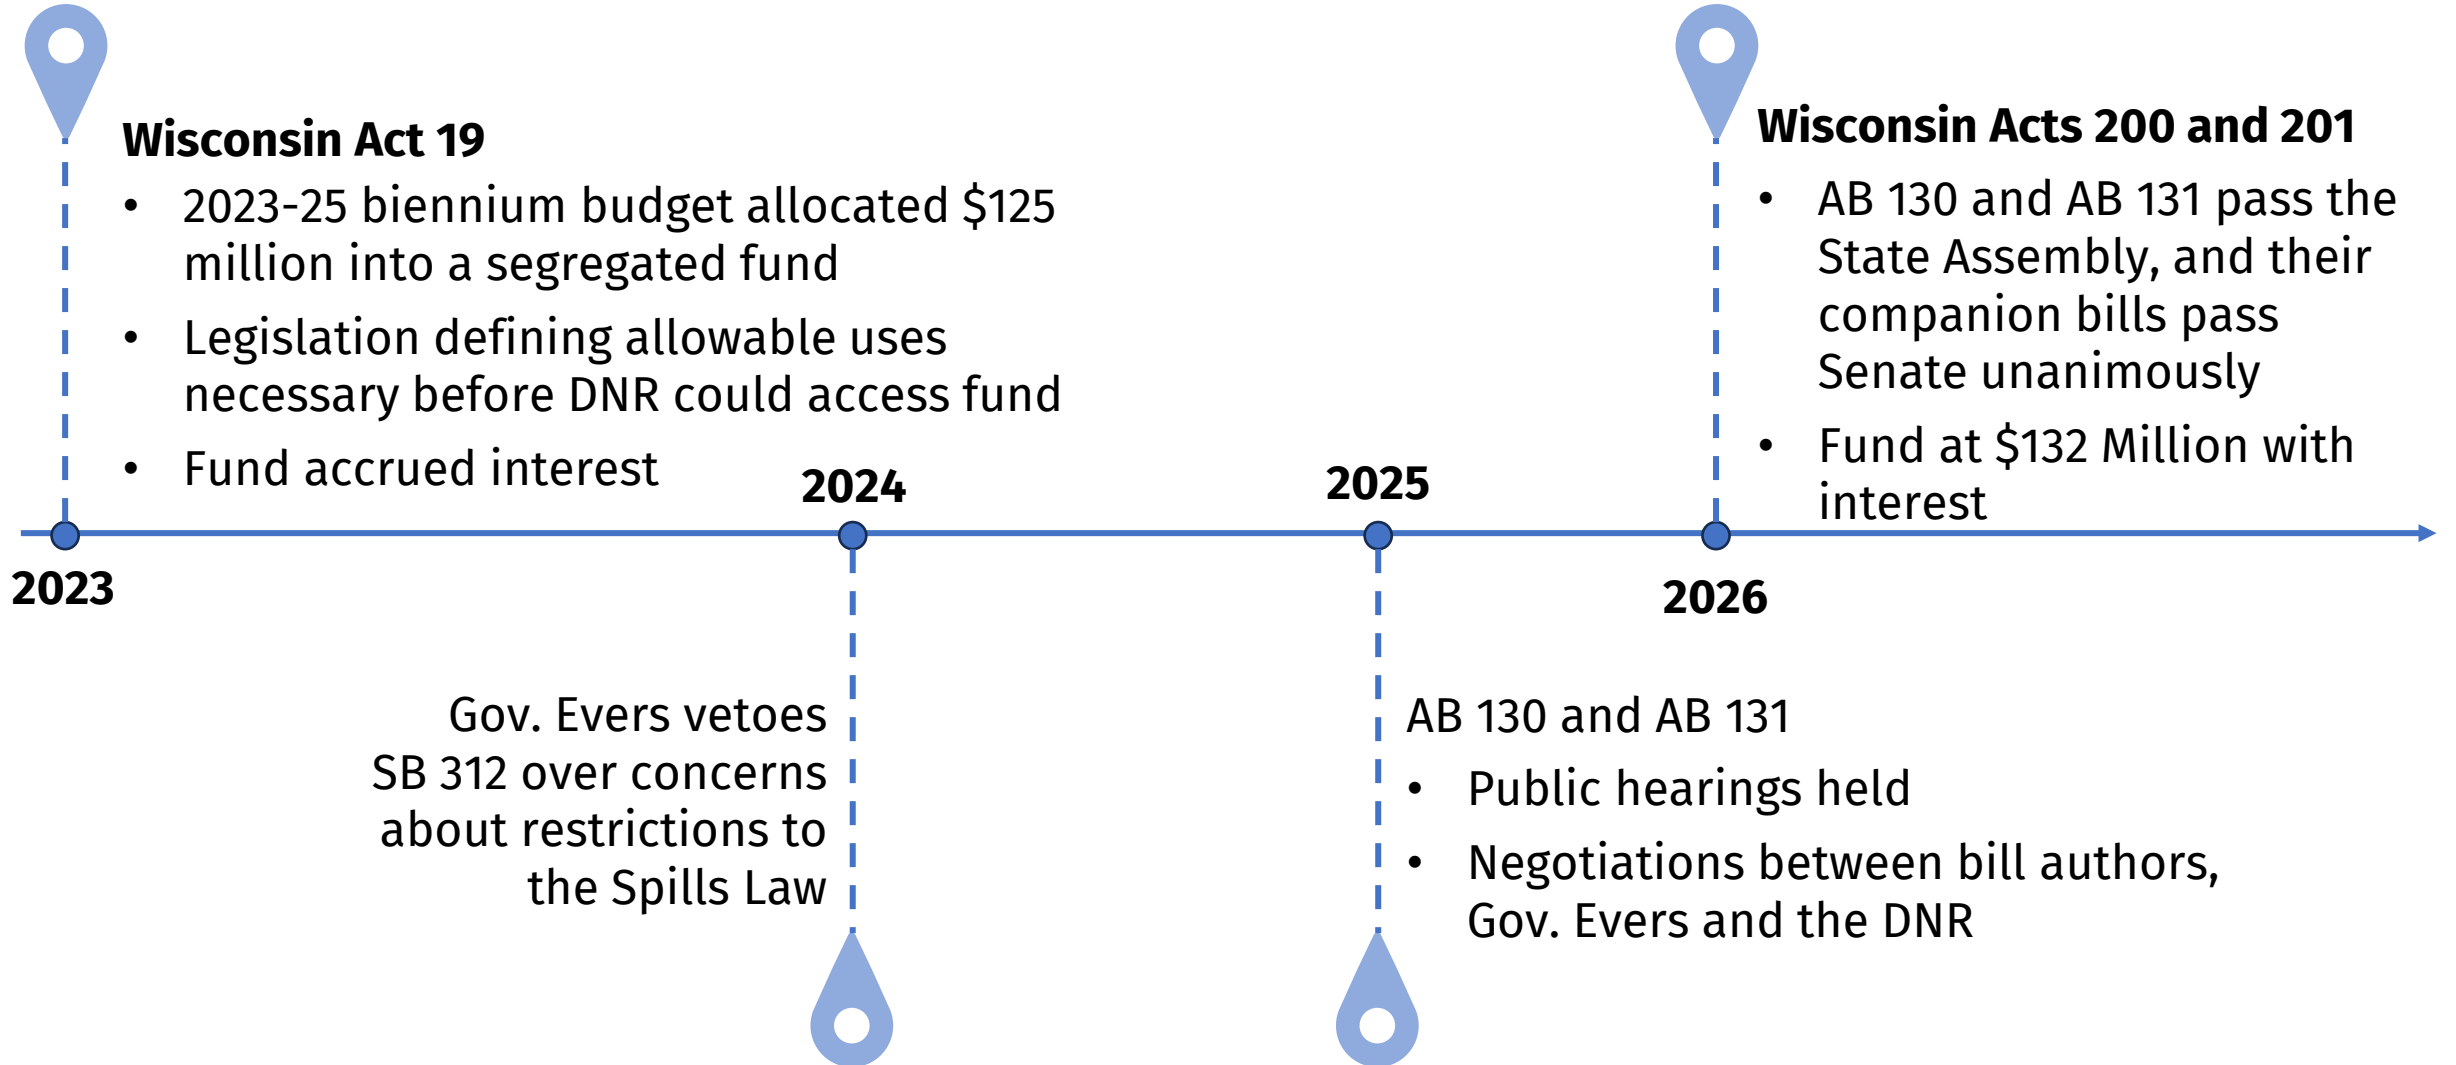 2023
Wisconsin Act 19
• 2023-25 biennium budget allocated $125
million into a segregated fund
• Legislation defining allowable uses
necessary before DNR could access fund
• Fund accrued interest
2024
Gov. Evers vetoes
SB 312 over concerns
about restrictions to
the Spills Law
2025
AB 130 and AB 131
• Public hearings held
• Negotiations between bill authors,
Gov. Evers and the DNR
2026
Wisconsin Acts 200 and 201
• AB 130 and AB 131 pass the
State Assembly, and their
companion bills pass
Senate unanimously
• Fund at $132 Million with
interest